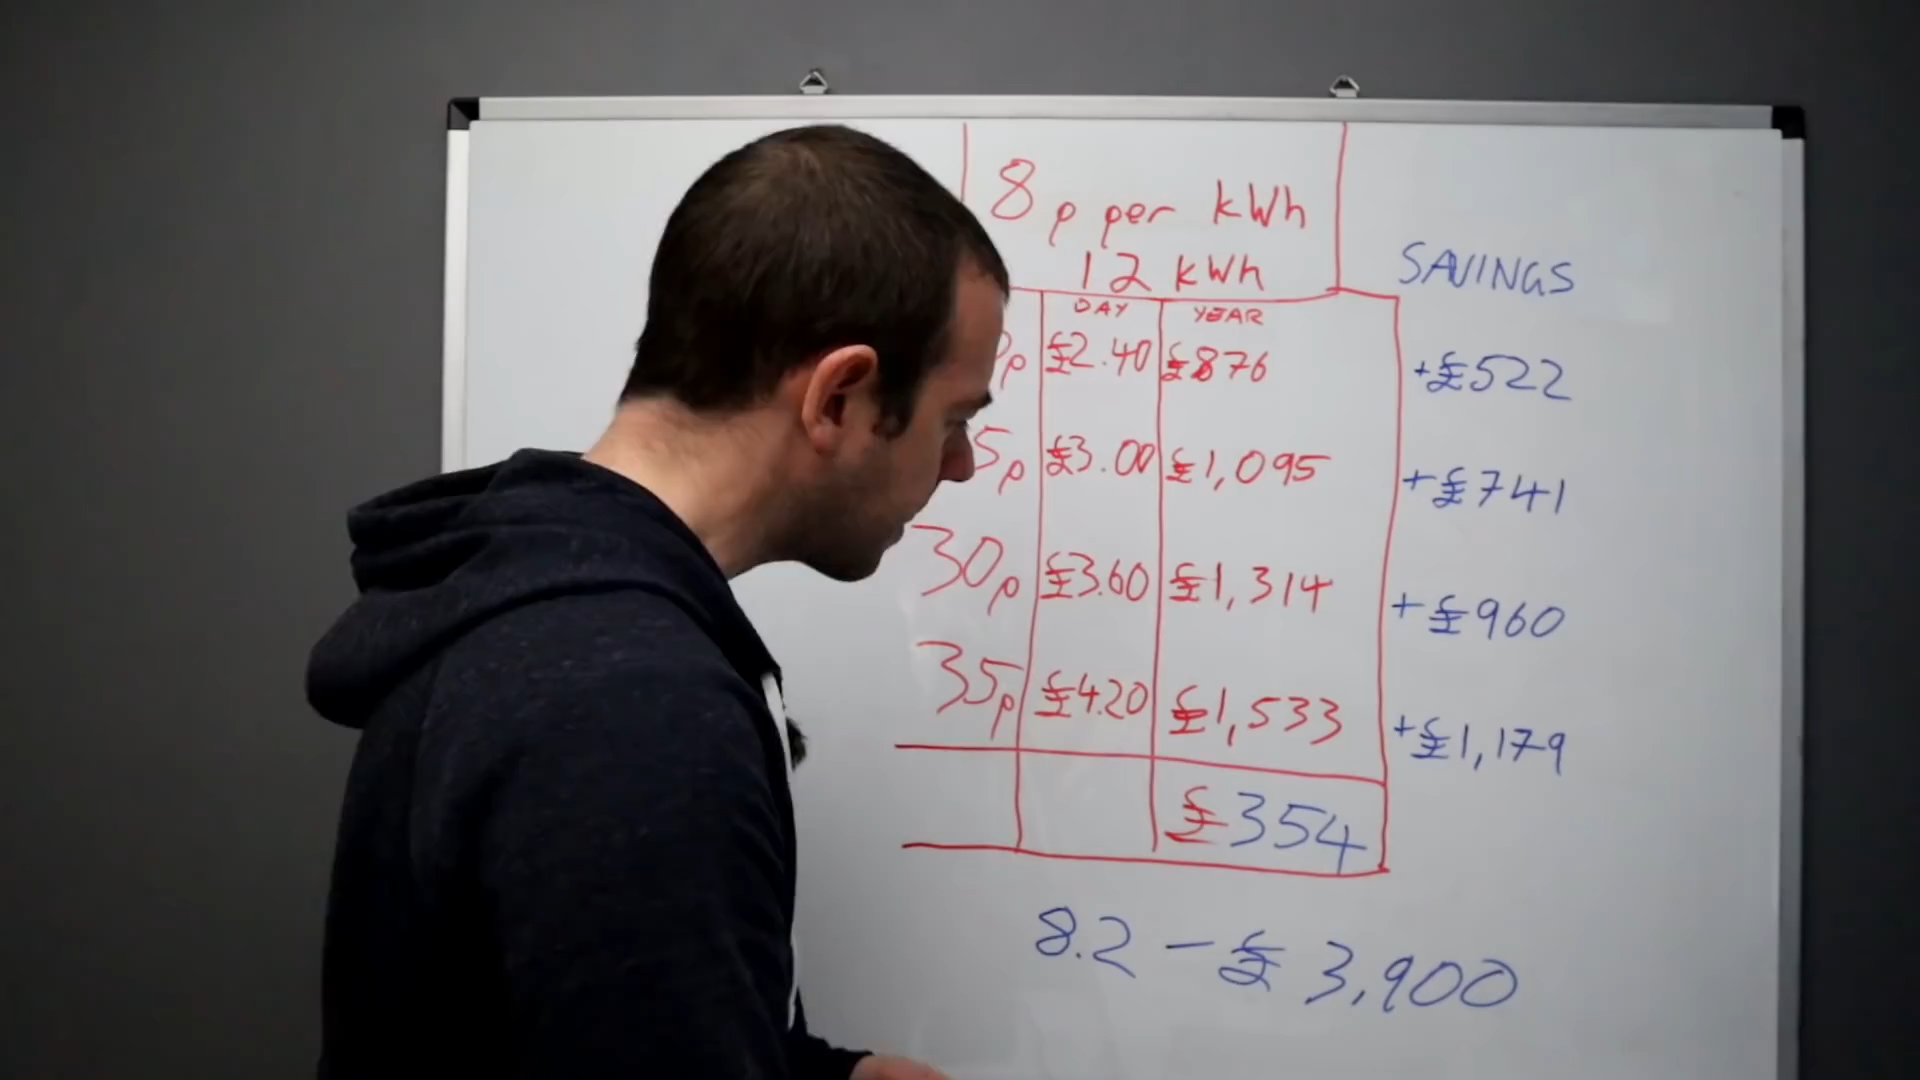 8p per kWh
12 kWh
SAVINGS
DAY YEAR
p £2.40 £876 +£522
5p £3.00 £1,095 +£741
30p £3.60 £1,314 +£960
35p £4.20 £1,533 +£1,179
£354
8.2 - £3,900